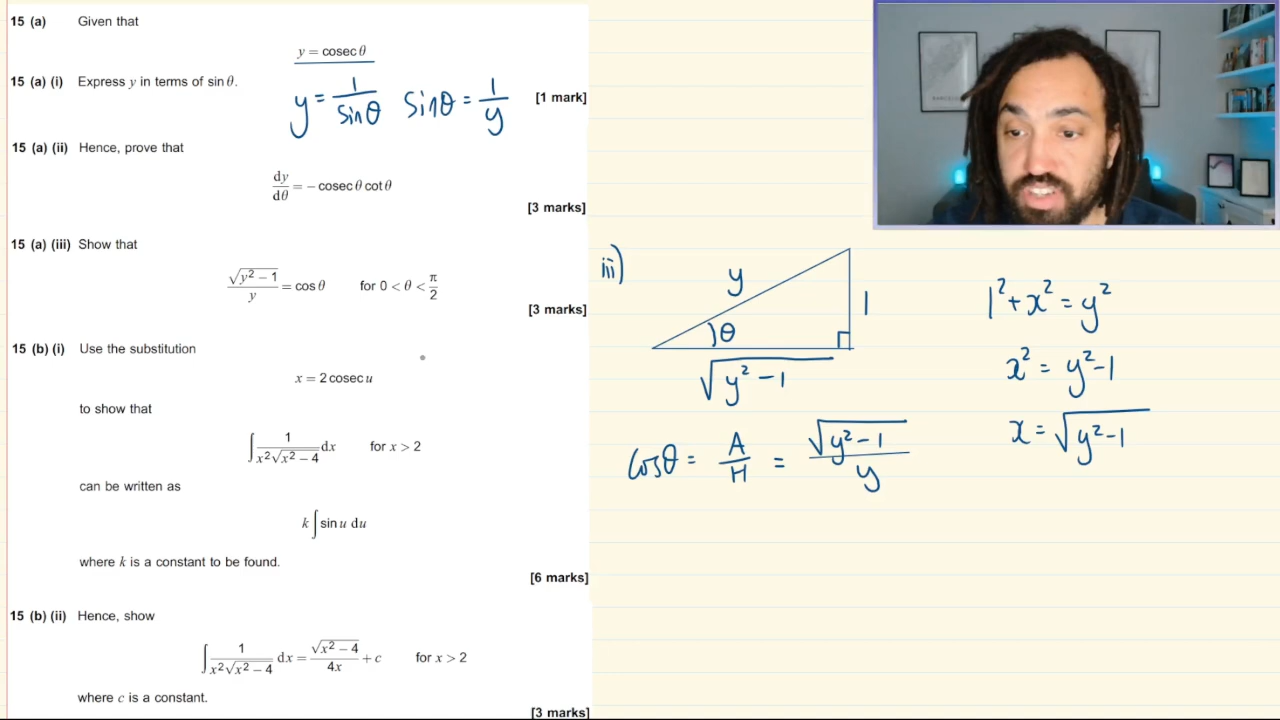 15 (a) Given that
y = cosec θ
15 (a) (i) Express y in terms of sin θ.
y = 1/sinθ sinθ = 1/y
[1 mark]
15 (a) (ii) Hence, prove that
dy/dθ = − cosec θ cot θ
[3 marks]
15 (a) (iii) Show that
√(y² − 1)/y = cos θ for 0 < θ < π/2
[3 marks]
15 (b) (i) Use the substitution
x = 2 cosec u
to show that
∫ 1/(x²√(x² − 4)) dx for x > 2
can be written as
k ∫ sin u du
where k is a constant to be found.
[6 marks]
15 (b) (ii) Hence, show
∫ 1/(x²√(x² − 4)) dx = √(x² − 4)/4x + c for x > 2
where c is a constant.
[3 marks]
iii)
y
1
θ
√(y² − 1)
cosθ = A/H = √(y² − 1)/y
1² + x² = y²
x² = y² − 1
x = √(y² − 1)